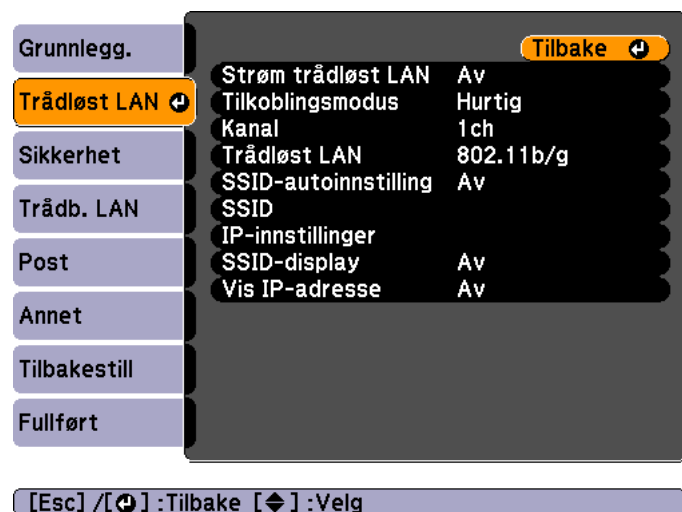 Grunnlegg.
Trådløst LAN
Sikkerhet
Trådb. LAN
Post
Annet
Tilbakestill
Fullført
Tilbake
Strøm trådløst LAN Av
Tilkoblingsmodus Hurtig
Kanal 1ch
Trådløst LAN 802.11b/g
SSID-autoinnstilling Av
SSID
IP-innstillinger
SSID-display Av
Vis IP-adresse Av
[Esc] /[⏎] :Tilbake [◆] :Velg